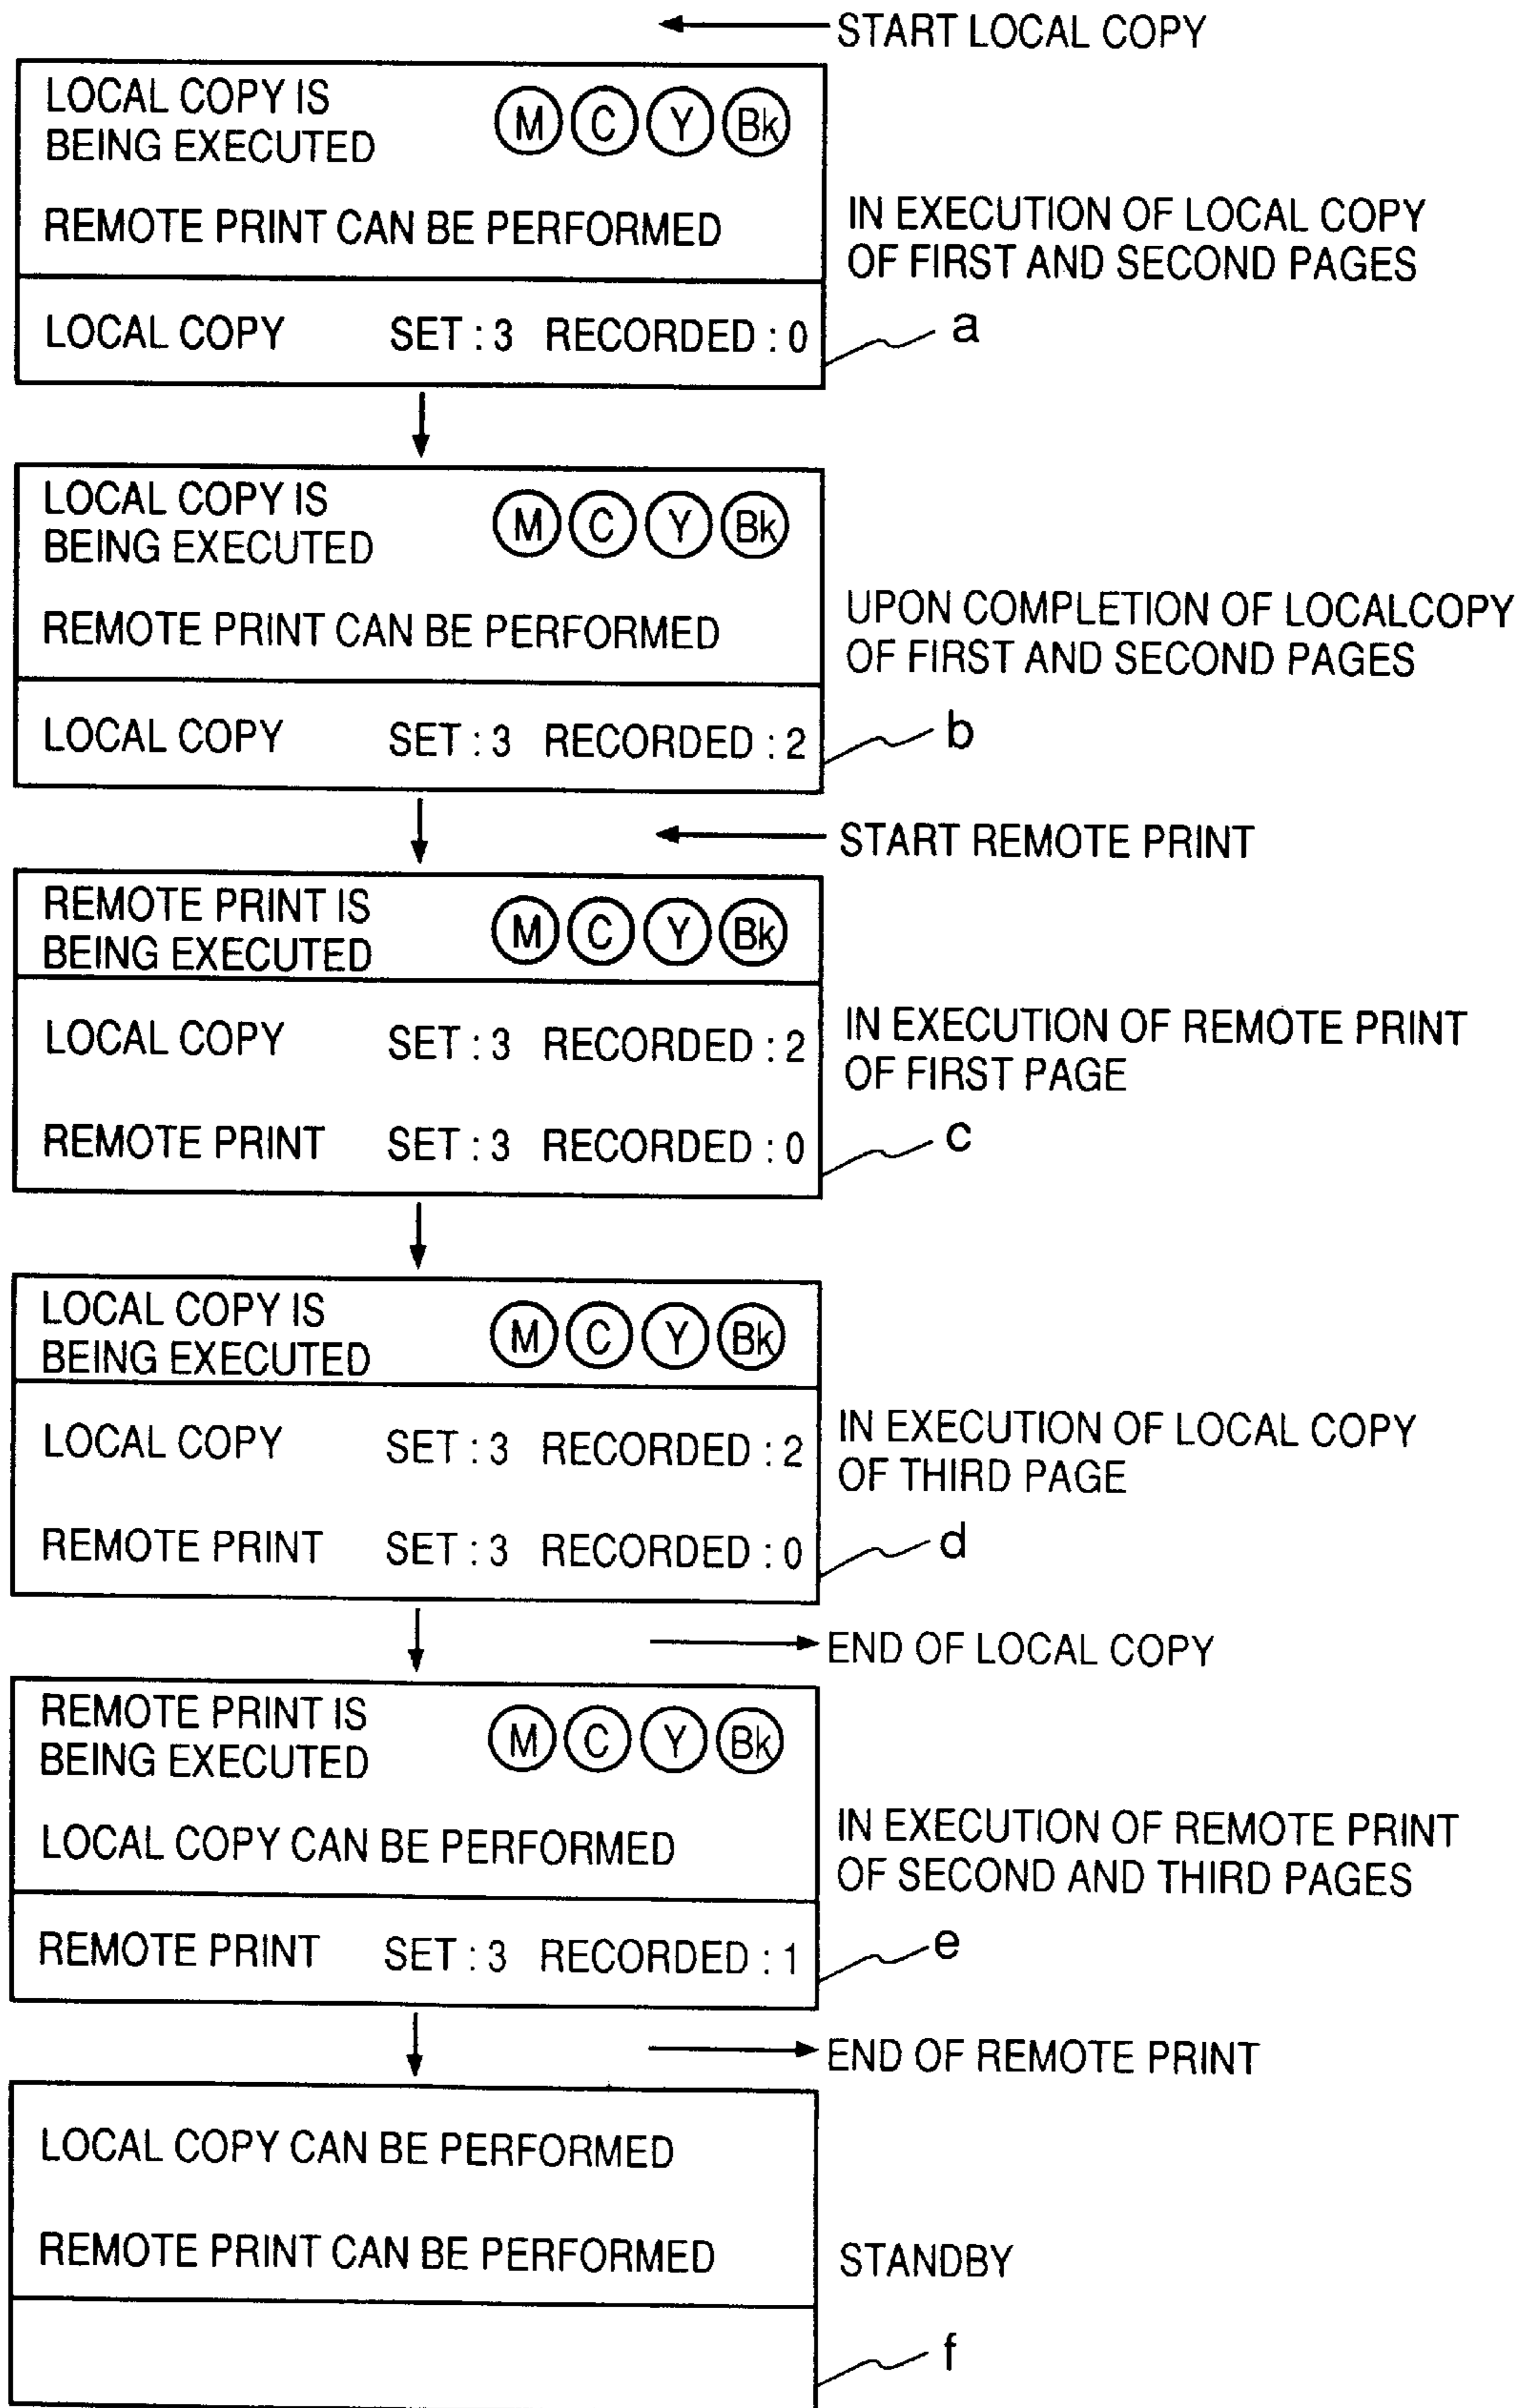 START LOCAL COPY
LOCAL COPY IS
BEING EXECUTED
M C Y Bk
REMOTE PRINT CAN BE PERFORMED
IN EXECUTION OF LOCAL COPY
OF FIRST AND SECOND PAGES
LOCAL COPY SET : 3 RECORDED : 0
a
LOCAL COPY IS
BEING EXECUTED
M C Y Bk
REMOTE PRINT CAN BE PERFORMED
UPON COMPLETION OF LOCALCOPY
OF FIRST AND SECOND PAGES
LOCAL COPY SET : 3 RECORDED : 2
b
START REMOTE PRINT
REMOTE PRINT IS
BEING EXECUTED
M C Y Bk
LOCAL COPY SET : 3 RECORDED : 2
IN EXECUTION OF REMOTE PRINT
OF FIRST PAGE
REMOTE PRINT SET : 3 RECORDED : 0
c
LOCAL COPY IS
BEING EXECUTED
M C Y Bk
LOCAL COPY SET : 3 RECORDED : 2
IN EXECUTION OF LOCAL COPY
OF THIRD PAGE
REMOTE PRINT SET : 3 RECORDED : 0
d
END OF LOCAL COPY
REMOTE PRINT IS
BEING EXECUTED
M C Y Bk
LOCAL COPY CAN BE PERFORMED
IN EXECUTION OF REMOTE PRINT
OF SECOND AND THIRD PAGES
REMOTE PRINT SET : 3 RECORDED : 1
e
END OF REMOTE PRINT
LOCAL COPY CAN BE PERFORMED
REMOTE PRINT CAN BE PERFORMED
STANDBY
f